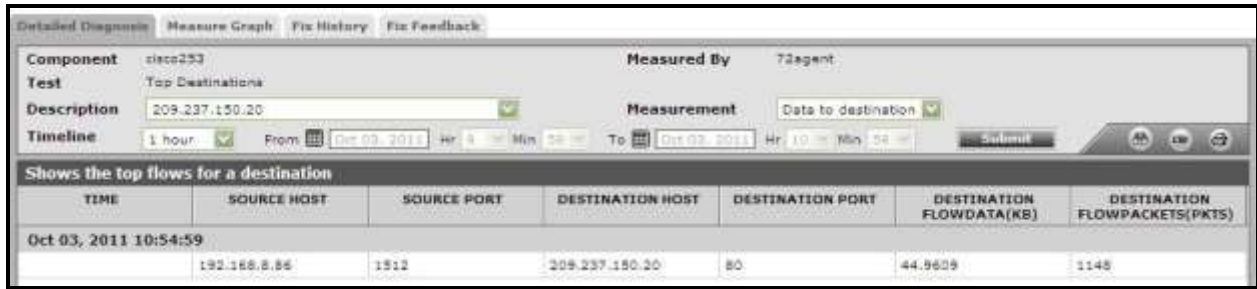 Detailed Diagnosis Measure Graph Fix History Fix Feedback
Component cisco253 Measured By 72agent
Test Top Destinations
Description 209.237.150.20 Measurement Data to destination
Timeline 1 hour From Oct 03, 2011 Hr 9 Min 58 To Oct 03, 2011 Hr 10 Min 58 Submit
Shows the top flows for a destination
TIME SOURCE HOST SOURCE PORT DESTINATION HOST DESTINATION PORT DESTINATION FLOWDATA(KB) DESTINATION FLOWPACKETS(PKTS)
Oct 03, 2011 10:54:59
192.168.8.86 1512 209.237.150.20 80 44.9609 1148